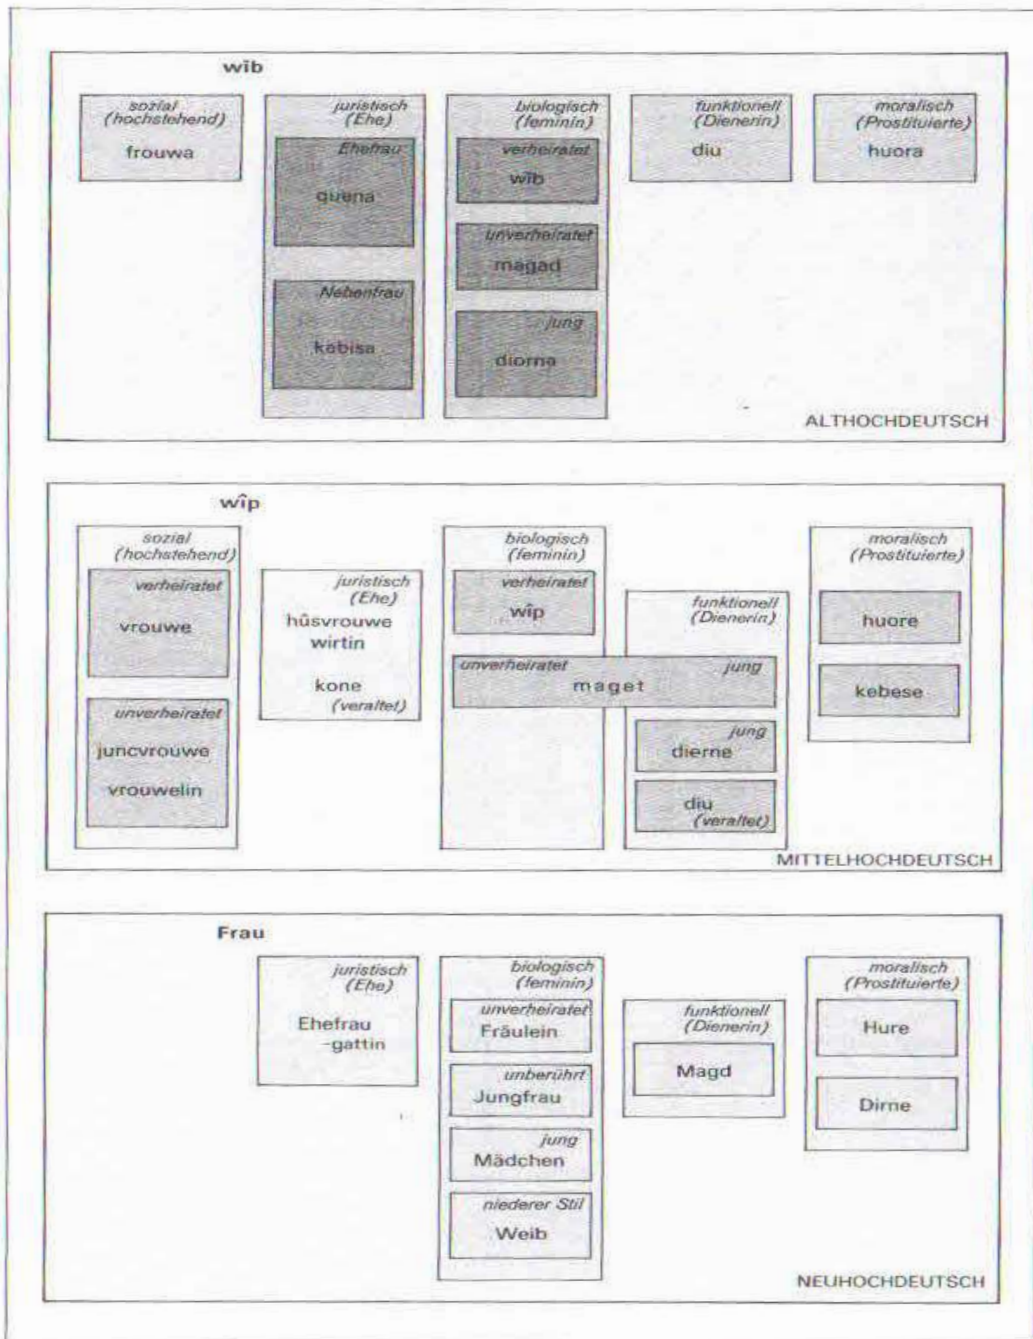 wîb
sozial
(hochstehend)
frouwa
juristisch
(Ehe)
Ehefrau
quena
Nebenfrau
kabisa
biologisch
(feminin)
verheiratet
wîb
unverheiratet
magad
jung
diorna
funktionell
(Dienerin)
diu
moralisch
(Prostituierte)
huora
ALTHOCHDEUTSCH
wîp
sozial
(hochstehend)
verheiratet
vrouwe
unverheiratet
juncvrouwe
vrouwelin
juristisch
(Ehe)
hûsvrouwe
wirtin
kone
(veraltet)
biologisch
(feminin)
verheiratet
wîp
unverheiratet jung
maget
funktionell
(Dienerin)
jung
dierne
diu
(veraltet)
moralisch
(Prostituierte)
huore
kebese
MITTELHOCHDEUTSCH
Frau
juristisch
(Ehe)
Ehefrau
-gattin
biologisch
(feminin)
unverheiratet
Fräulein
unberührt
Jungfrau
jung
Mädchen
niederer Stil
Weib
funktionell
(Dienerin)
Magd
moralisch
(Prostituierte)
Hure
Dirne
NEUHOCHDEUTSCH